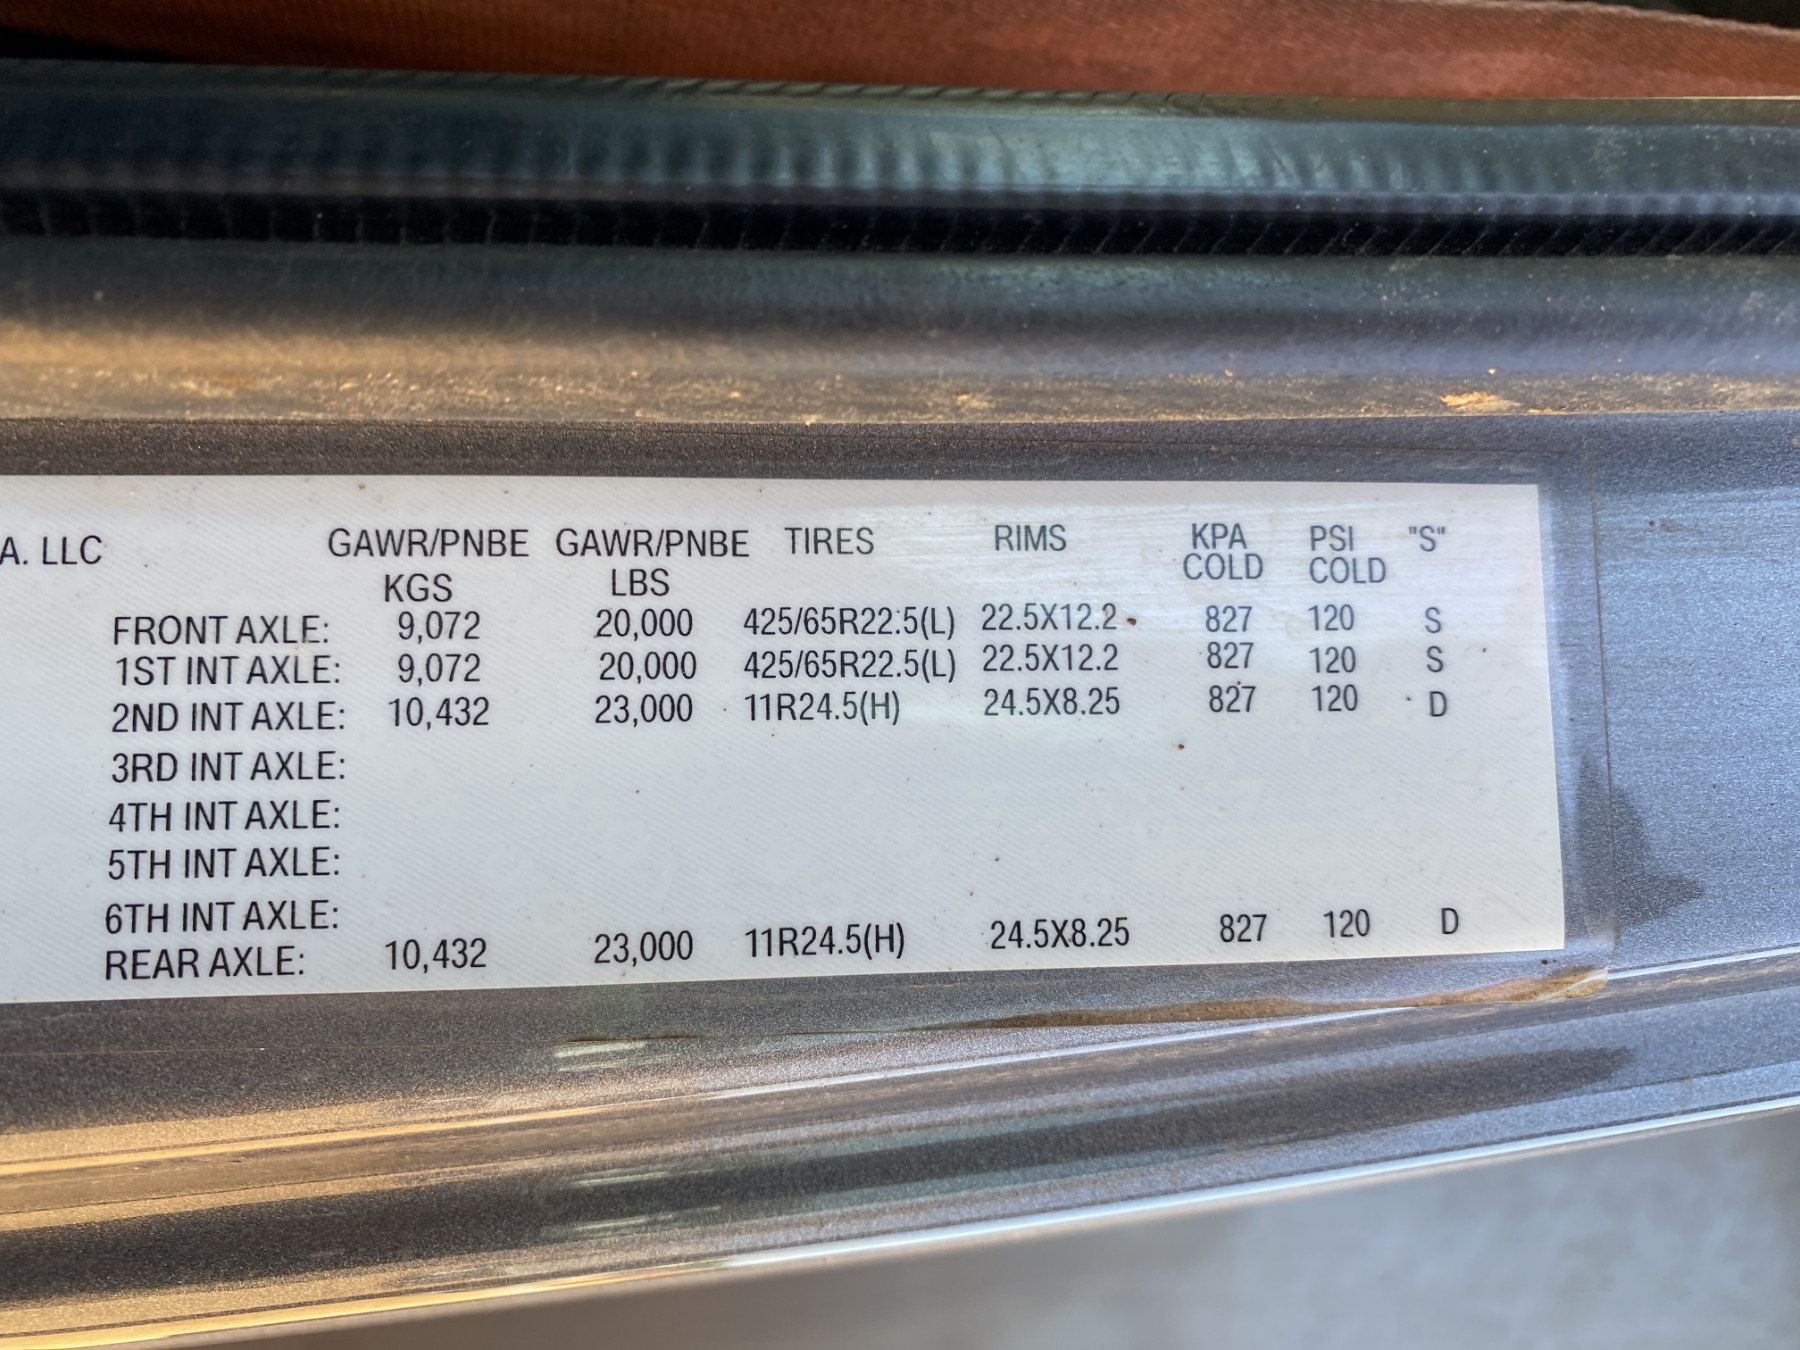 A. LLC GAWR/PNBE GAWR/PNBE TIRES RIMS KPA PSI "S"
KGS LBS COLD COLD
FRONT AXLE: 9,072 20,000 425/65R22.5(L) 22.5X12.2 827 120 S
1ST INT AXLE: 9,072 20,000 425/65R22.5(L) 22.5X12.2 827 120 S
2ND INT AXLE: 10,432 23,000 11R24.5(H) 24.5X8.25 827 120 D
3RD INT AXLE:
4TH INT AXLE:
5TH INT AXLE:
6TH INT AXLE:
REAR AXLE: 10,432 23,000 11R24.5(H) 24.5X8.25 827 120 D